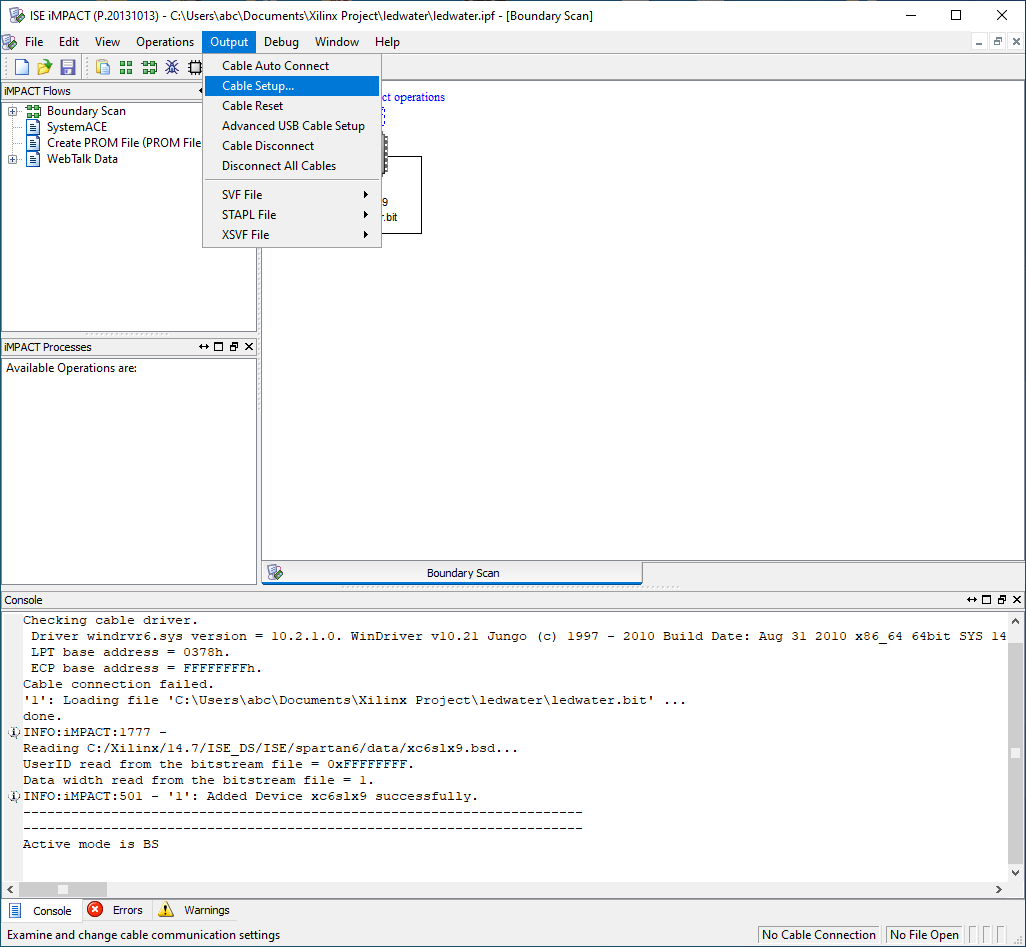 ISE iMPACT (P.20131013) - C:\Users\abc\Documents\Xilinx Project\ledwater\ledwater.ipf - [Boundary Scan]
File Edit View Operations Output Debug Window Help
Cable Auto Connect
Cable Setup...
Cable Reset
Advanced USB Cable Setup
Cable Disconnect
Disconnect All Cables
SVF File
STAPL File
XSVF File
iMPACT Flows
Boundary Scan
SystemACE
Create PROM File (PROM File
WebTalk Data
ct operations
9
r.bit
iMPACT Processes
Available Operations are:
Boundary Scan
Console
Checking cable driver.
Driver windrvr6.sys version = 10.2.1.0. WinDriver v10.21 Jungo (c) 1997 - 2010 Build Date: Aug 31 2010 x86_64 64bit SYS 14
LPT base address = 0378h.
ECP base address = FFFFFFFFh.
Cable connection failed.
'1': Loading file 'C:\Users\abc\Documents\Xilinx Project\ledwater\ledwater.bit' ...
done.
INFO:iMPACT:1777 -
Reading C:/Xilinx/14.7/ISE_DS/ISE/spartan6/data/xc6slx9.bsd...
UserID read from the bitstream file = 0xFFFFFFFF.
Data width read from the bitstream file = 1.
INFO:iMPACT:501 - '1': Added Device xc6slx9 successfully.
----------------------------------------------------------------------
----------------------------------------------------------------------
Active mode is BS
Console Errors Warnings
Examine and change cable communication settings No Cable Connection No File Open